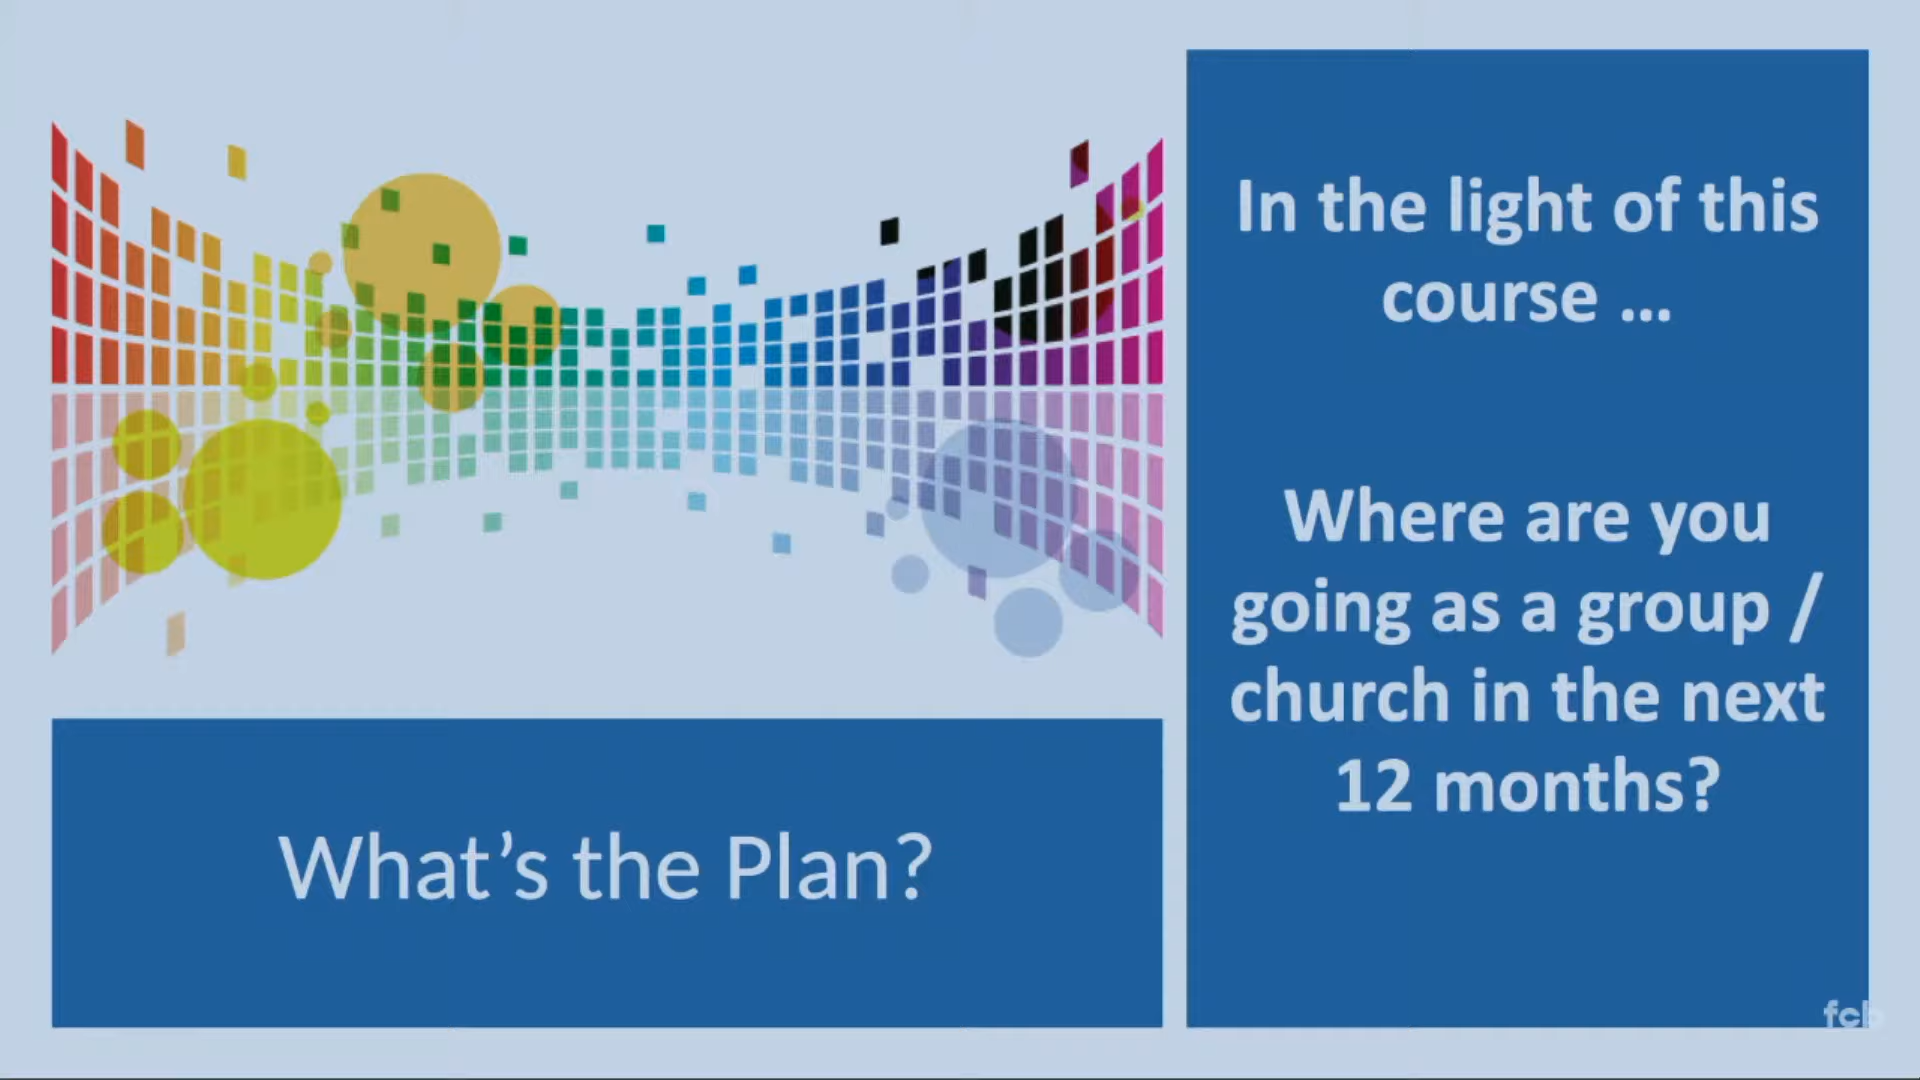 In the light of this
course ...
Where are you
going as a group /
church in the next
12 months?
What's the Plan?
fcb